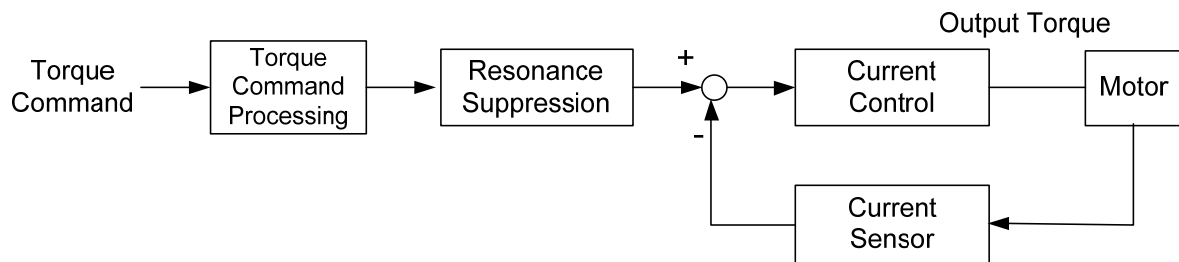 Output Torque
Torque
Command
Torque
Command
Processing
Resonance
Suppression
+
-
Current
Control
Motor
Current
Sensor